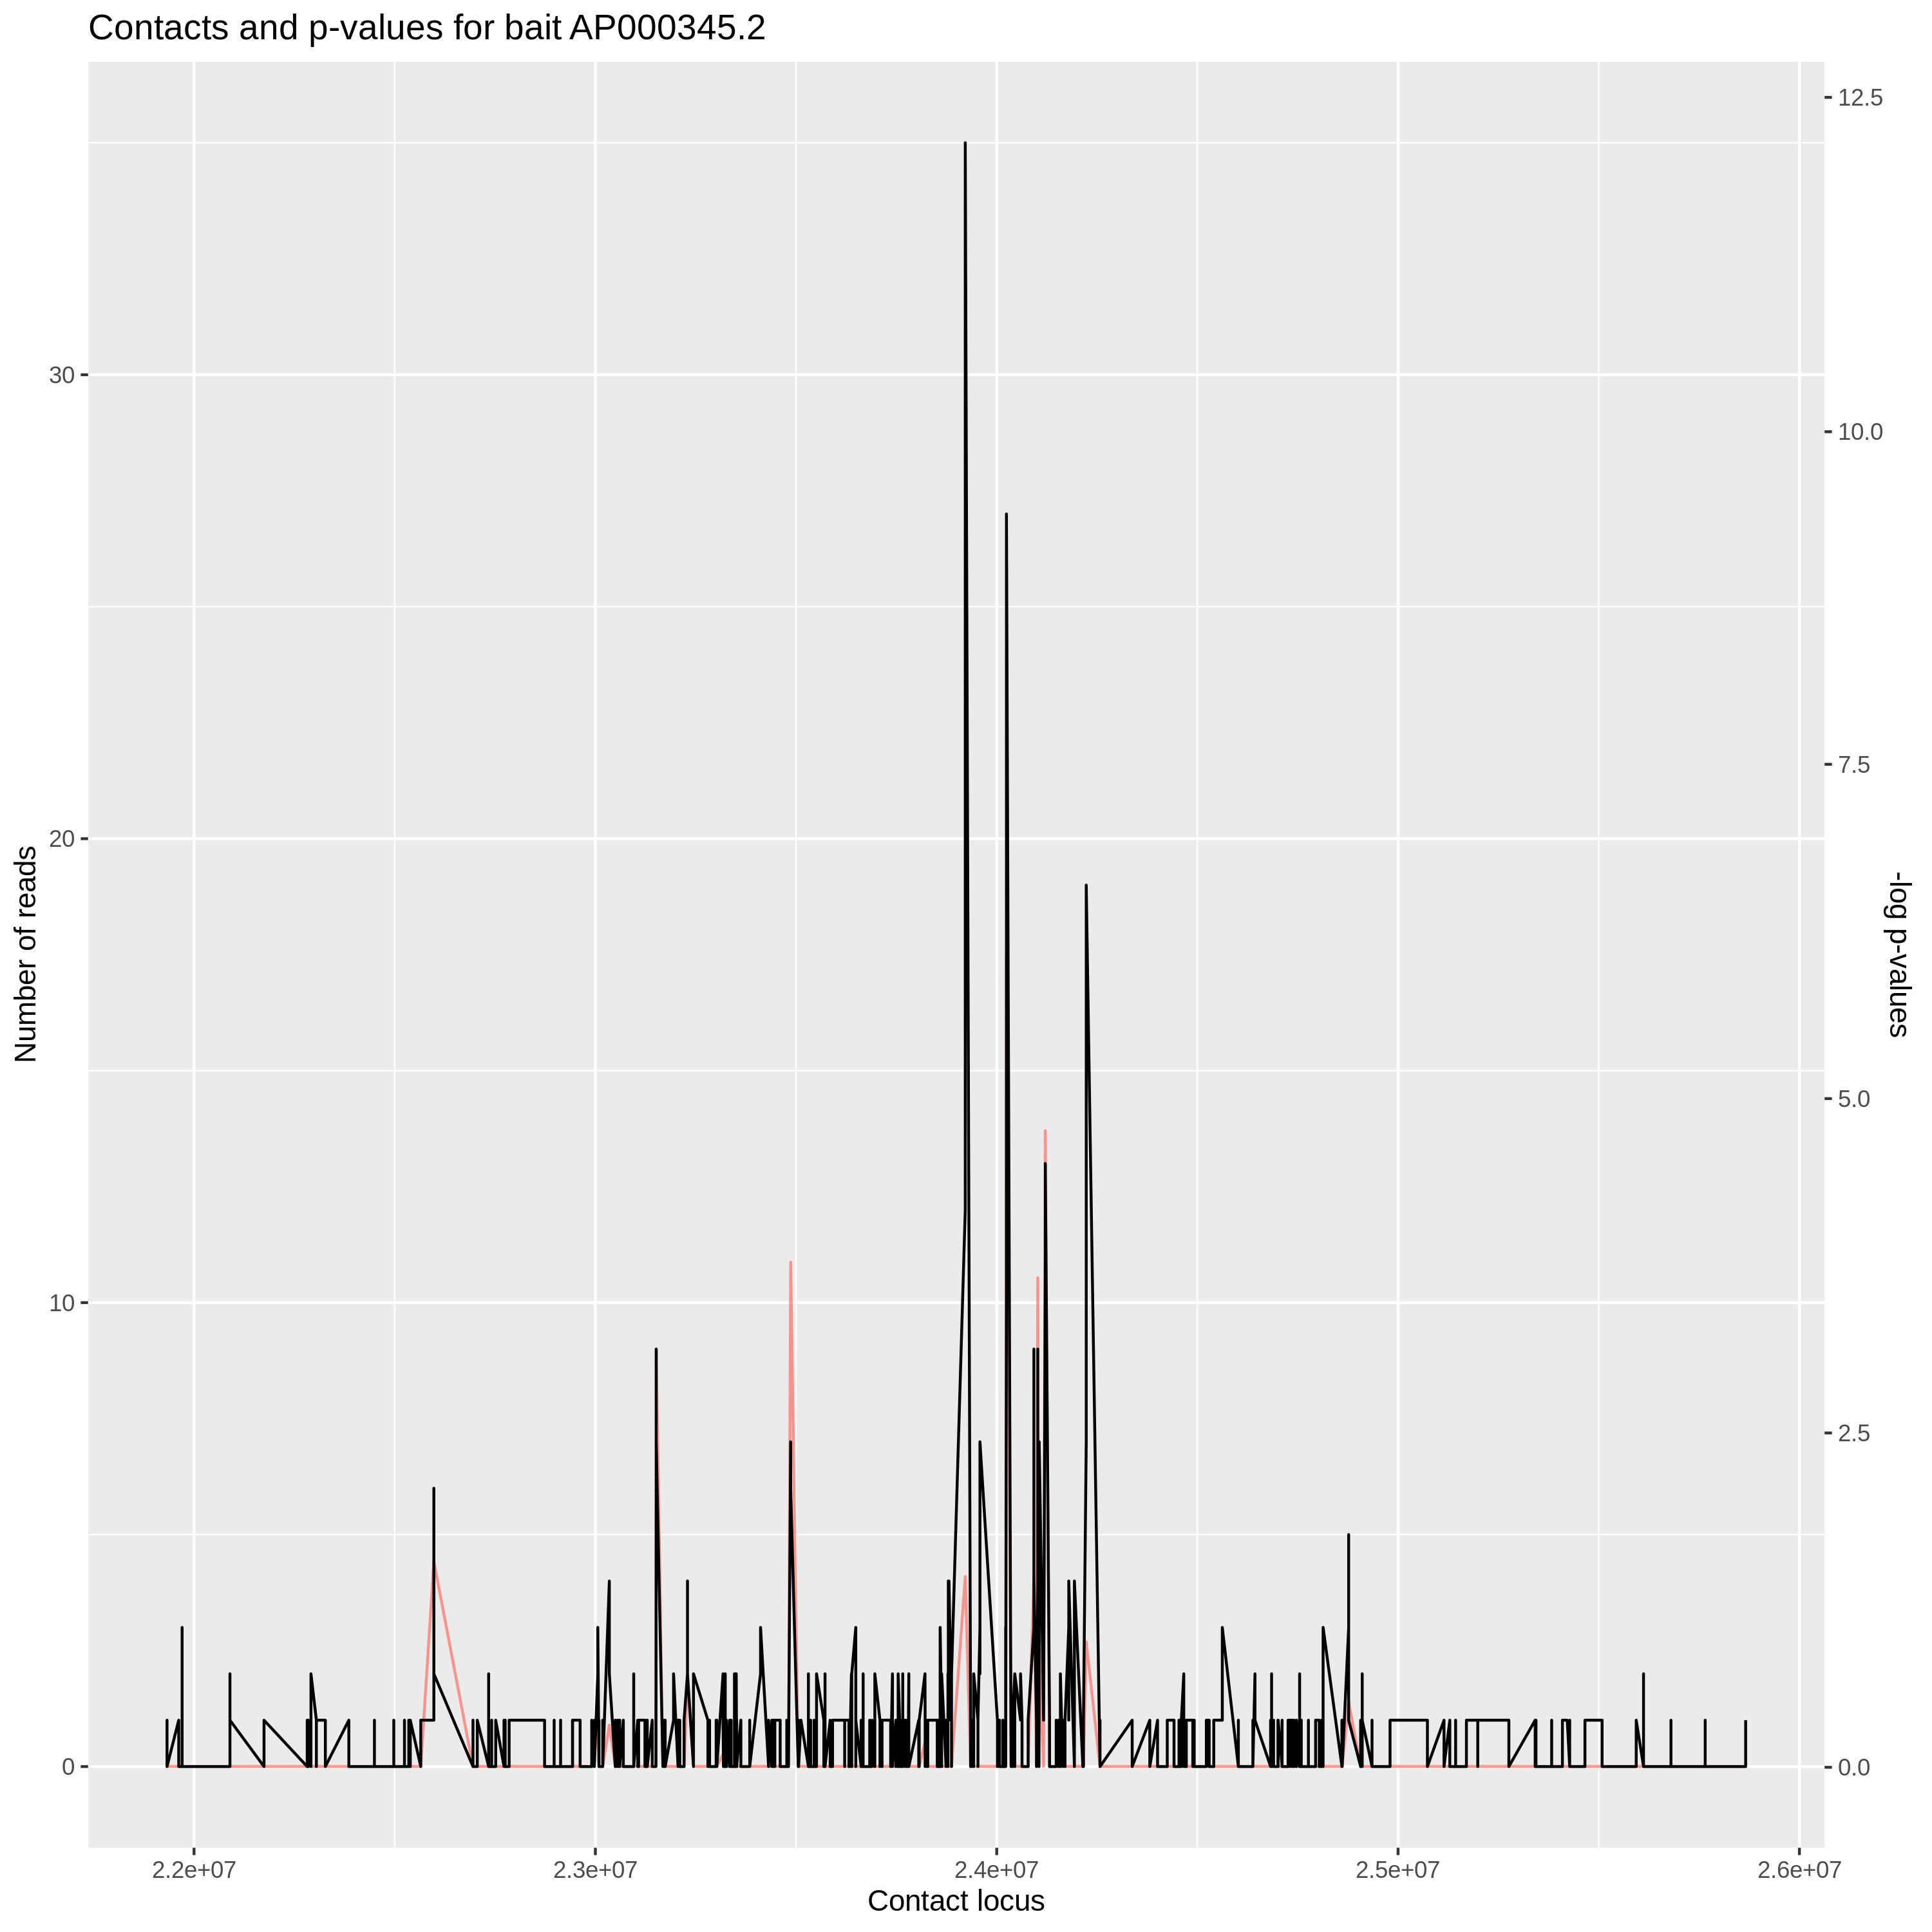 Contacts and p-values for bait AP000345.2
Number of reads
30
20
10
0
12.5
10.0
7.5
5.0
2.5
0.0
-log p-values
2.2e+07
2.3e+07
2.4e+07
2.5e+07
2.6e+07
Contact locus